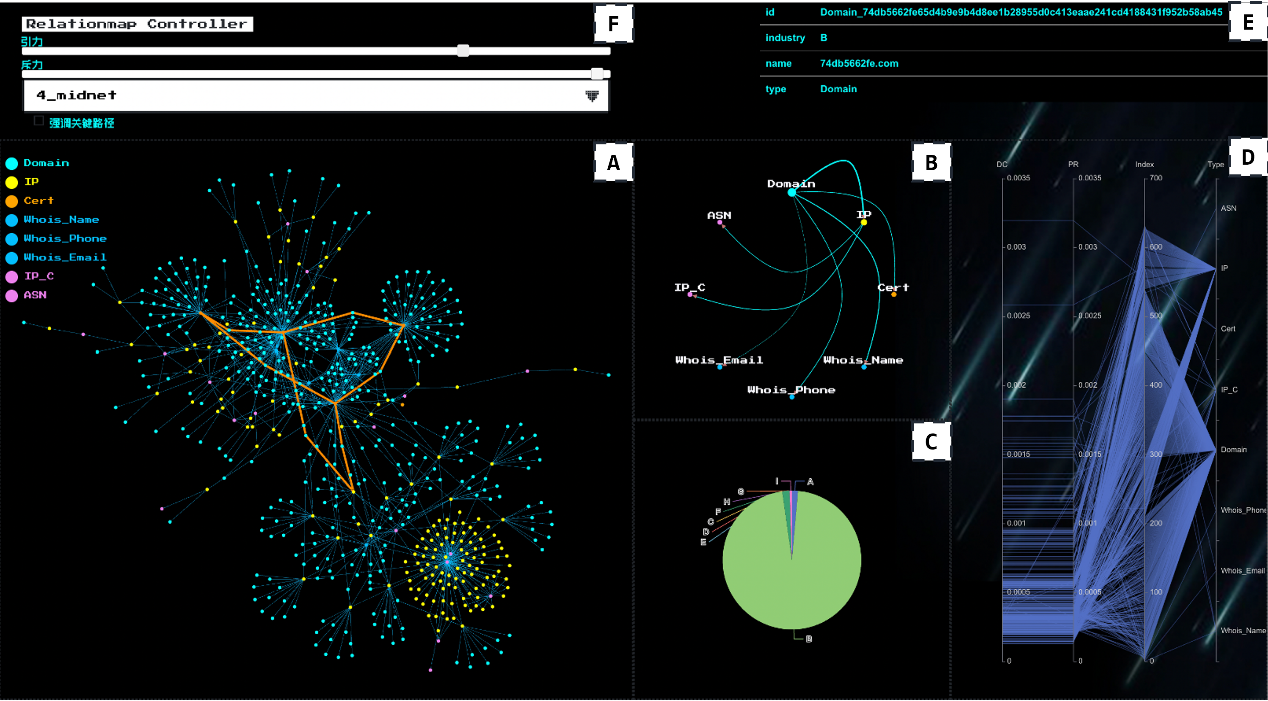 Relationmap Controller
F
引力
斥力
4_midnet
强调关键路径
id Domain_74db5662fe65d4b9e9b4d8ee1b28955d0c413eaae241cd4188431f952b58ab45
E
industry B
name 74db5662fe.com
type Domain
A
Domain
IP
Cert
Whois_Name
Whois_Phone
Whois_Email
IP_C
ASN
B
Domain
ASN
IP
IP_C
Cert
Whois_Email
Whois_Name
Whois_Phone
C
I
A
G
H
F
C
D
E
B
D
DC PR Index Type
0.0035 0.0035 700
ASN
0.003 0.003 600
IP
0.0025 0.0025 500
Cert
0.002 0.002 400
IP_C
0.0015 0.0015 300
Domain
0.001 0.001 200
Whois_Phone
0.0005 0.0005 100
Whois_Email
Whois_Name
0 0 0